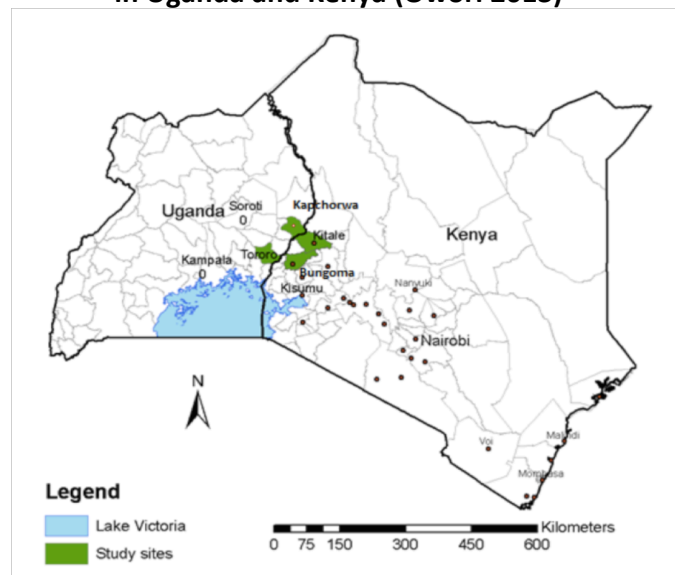 in Uganda and Kenya (Owori 2013)
Kapchorwa
Soroti
0
Uganda
Kitale
Kenya
Tororo
Kampala
0
Bungoma
Kisumu
Nanyuki
Nairobi
N
Voi
Malindi
Mombasa
Legend
Lake Victoria
Study sites
Kilometers
0 75 150 300 450 600